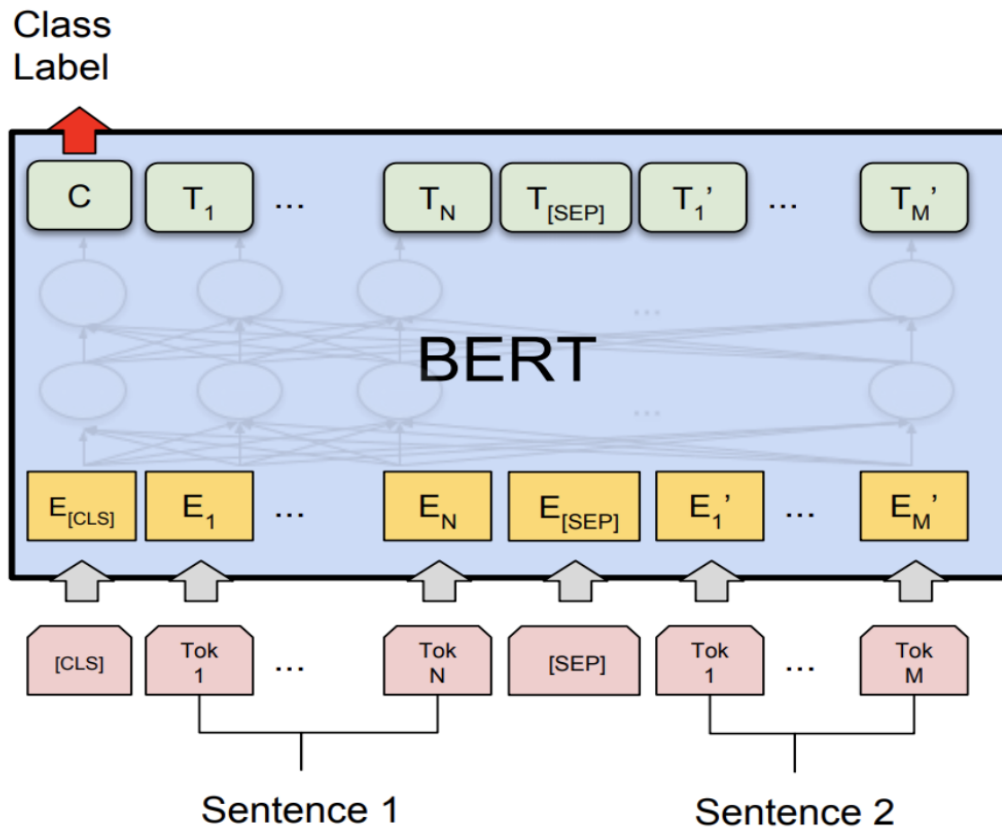 Class
Label
C T1 ... TN T[SEP] T1’ ... TM’
...
BERT
...
E[CLS] E1 ... EN E[SEP] E1’ ... EM’
[CLS] Tok 1 ... Tok N [SEP] Tok 1 ... Tok M
Sentence 1 Sentence 2